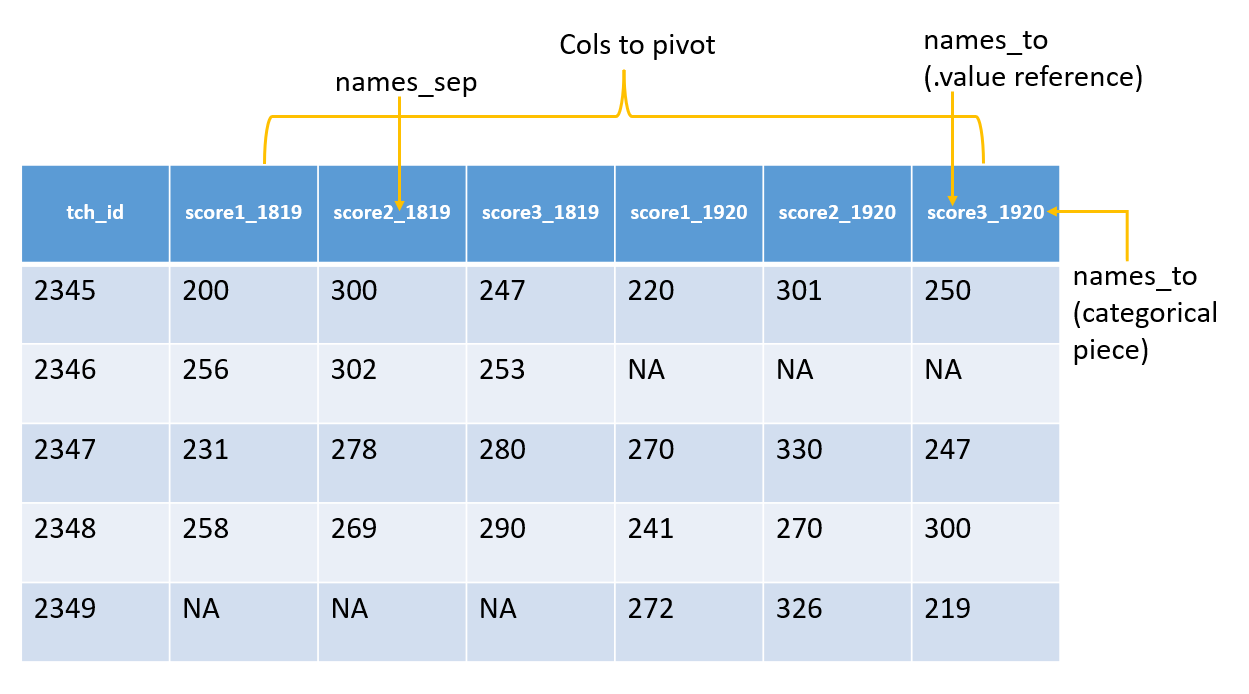 Cols to pivot
names_to
(.value reference)
names_sep
tch_id score1_1819 score2_1819 score3_1819 score1_1920 score2_1920 score3_1920
names_to
(categorical
piece)
2345 200 300 247 220 301 250
2346 256 302 253 NA NA NA
2347 231 278 280 270 330 247
2348 258 269 290 241 270 300
2349 NA NA NA 272 326 219